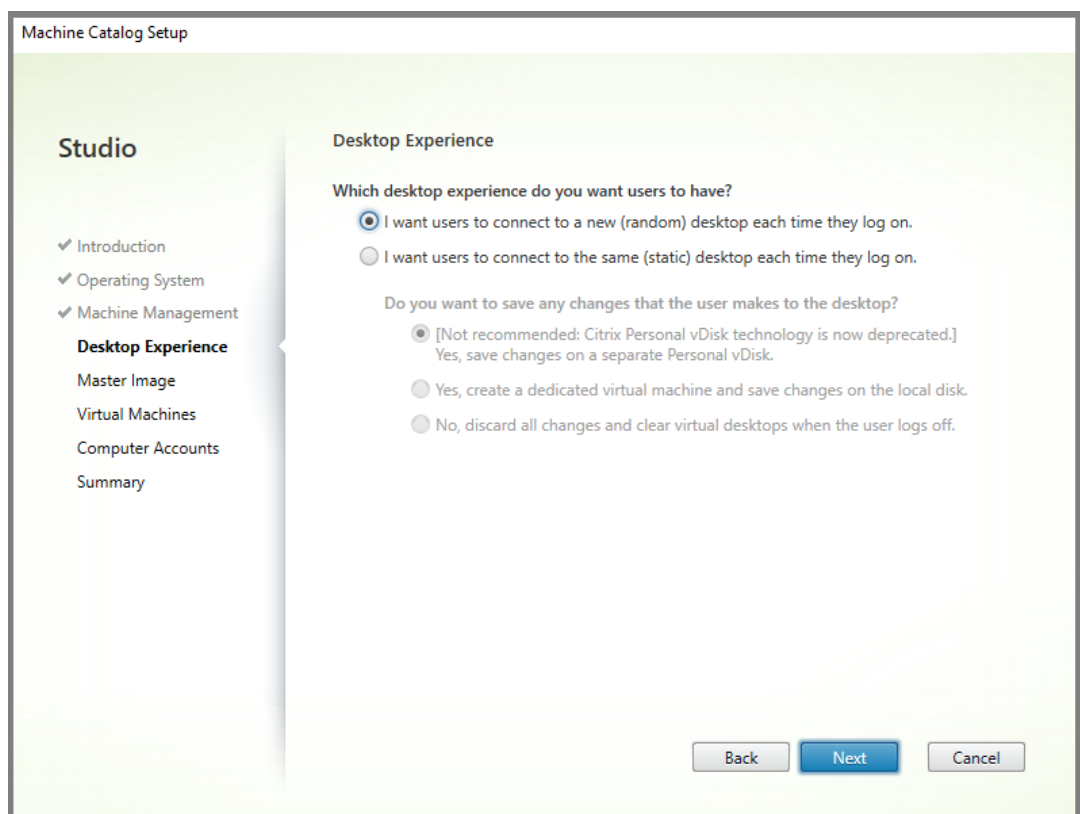 Machine Catalog Setup
Studio
Introduction
Operating System
Machine Management
Desktop Experience
Master Image
Virtual Machines
Computer Accounts
Summary
Desktop Experience
Which desktop experience do you want users to have?
I want users to connect to a new (random) desktop each time they log on.
I want users to connect to the same (static) desktop each time they log on.
Do you want to save any changes that the user makes to the desktop?
[Not recommended: Citrix Personal vDisk technology is now deprecated.]
Yes, save changes on a separate Personal vDisk.
Yes, create a dedicated virtual machine and save changes on the local disk.
No, discard all changes and clear virtual desktops when the user logs off.
Back
Next
Cancel